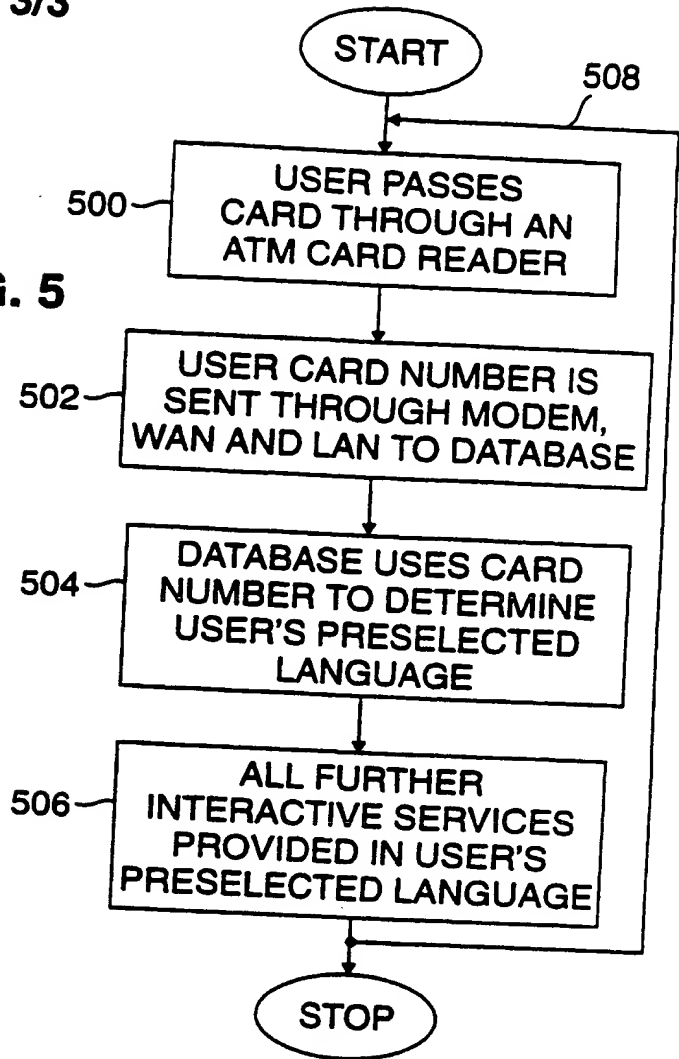 3/3
START
508
500
USER PASSES
CARD THROUGH AN
ATM CARD READER
. 5
502
USER CARD NUMBER IS
SENT THROUGH MODEM,
WAN AND LAN TO DATABASE
504
DATABASE USES CARD
NUMBER TO DETERMINE
USER'S PRESELECTED
LANGUAGE
506
ALL FURTHER
INTERACTIVE SERVICES
PROVIDED IN USER'S
PRESELECTED LANGUAGE
STOP